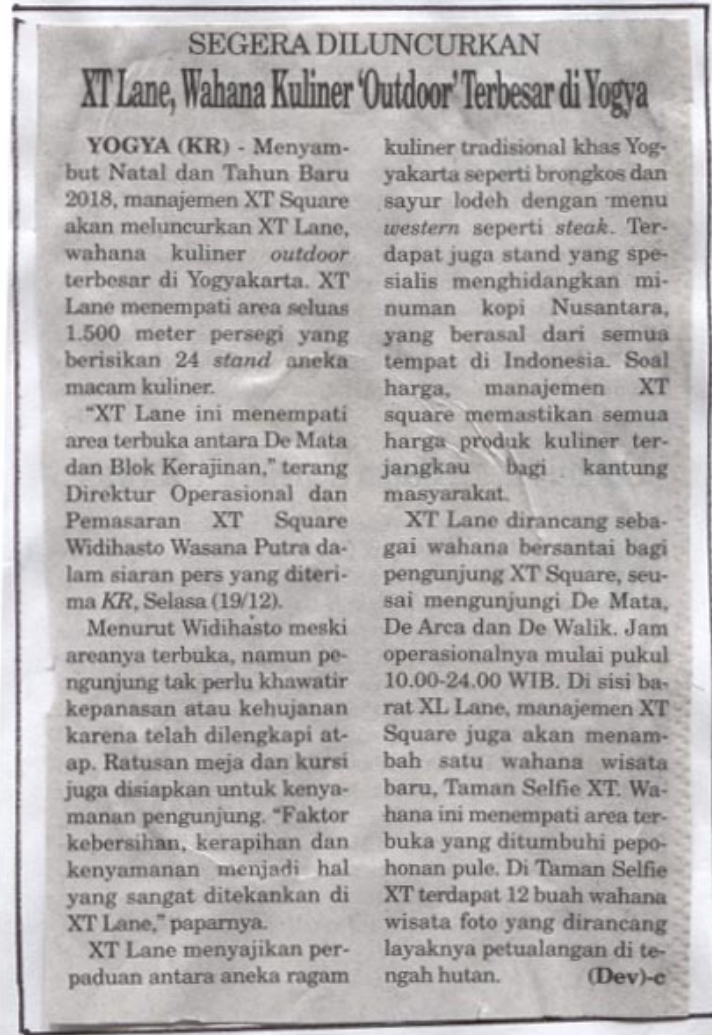 SEGERA DILUNCURKAN
XT Lane, Wahana Kuliner 'Outdoor' Terbesar di Yogya
YOGYA (KR) - Menyam-
but Natal dan Tahun Baru
2018, manajemen XT Square
akan meluncurkan XT Lane,
wahana kuliner outdoor
terbesar di Yogyakarta. XT
Lane menempati area seluas
1.500 meter persegi yang
berisikan 24 stand aneka
macam kuliner.
"XT Lane ini menempati
area terbuka antara De Mata
dan Blok Kerajinan," terang
Direktur Operasional dan
Pemasaran XT Square
Widihasto Wasana Putra da-
lam siaran pers yang diteri-
ma KR, Selasa (19/12).
Menurut Widihasto meski
areanya terbuka, namun pe-
ngunjung tak perlu khawatir
kepanasan atau kehujanan
karena telah dilengkapi at-
ap. Ratusan meja dan kursi
juga disiapkan untuk kenya-
manan pengunjung. "Faktor
kebersihan, kerapihan dan
kenyamanan menjadi hal
yang sangat ditekankan di
XT Lane," paparnya.
XT Lane menyajikan per-
paduan antara aneka ragam
kuliner tradisional khas Yog-
yakarta seperti brongkos dan
sayur lodeh dengan menu
western seperti steak. Ter-
dapat juga stand yang spe-
sialis menghidangkan mi-
numan kopi Nusantara,
yang berasal dari semua
tempat di Indonesia. Soal
harga, manajemen XT
square memastikan semua
harga produk kuliner ter-
jangkau bagi kantung
masyarakat.
XT Lane dirancang seba-
gai wahana bersantai bagi
pengunjung XT Square, seu-
sai mengunjungi De Mata,
De Arca dan De Walik. Jam
operasionalnya mulai pukul
10.00-24.00 WIB. Di sisi ba-
rat XL Lane, manajemen XT
Square juga akan menam-
bah satu wahana wisata
baru, Taman Selfie XT. Wa-
hana ini menempati area ter-
buka yang ditumbuhi pepo-
honan pule. Di Taman Selfie
XT terdapat 12 buah wahana
wisata foto yang dirancang
layaknya petualangan di te-
ngah hutan. (Dev)-c